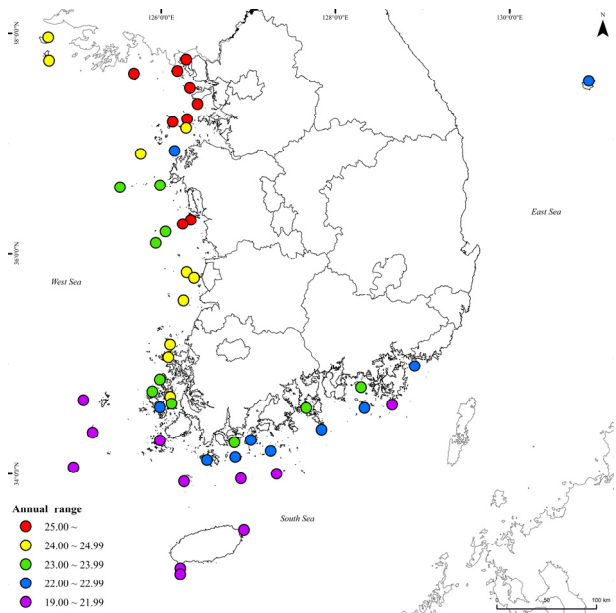 126°0'0"E
128°0'0"E
130°0'0"E
38°0'0"N
N
East Sea
36°0'0"N
West Sea
34°0'0"N
South Sea
Annual range
25.00 ~
24.00 ~ 24.99
23.00 ~ 23.99
22.00 ~ 22.99
19.00 ~ 21.99
0 50 100 km